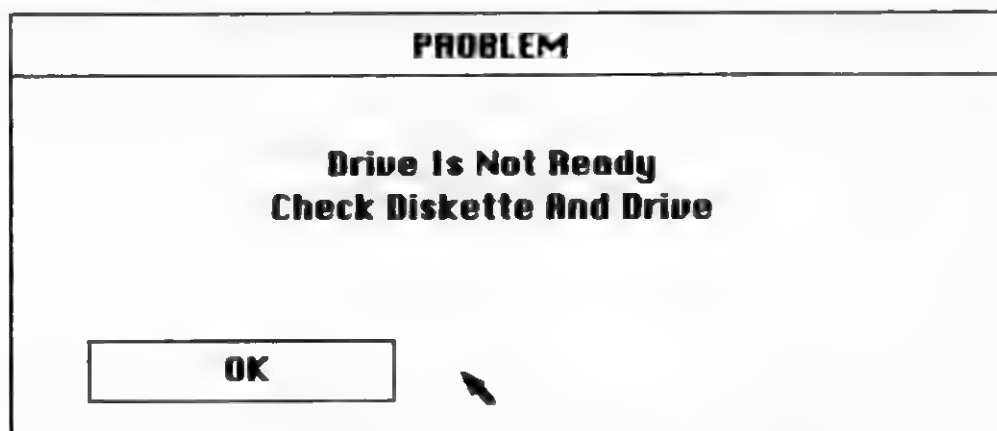 PROBLEM
Drive Is Not Ready
Check Diskette And Drive
OK